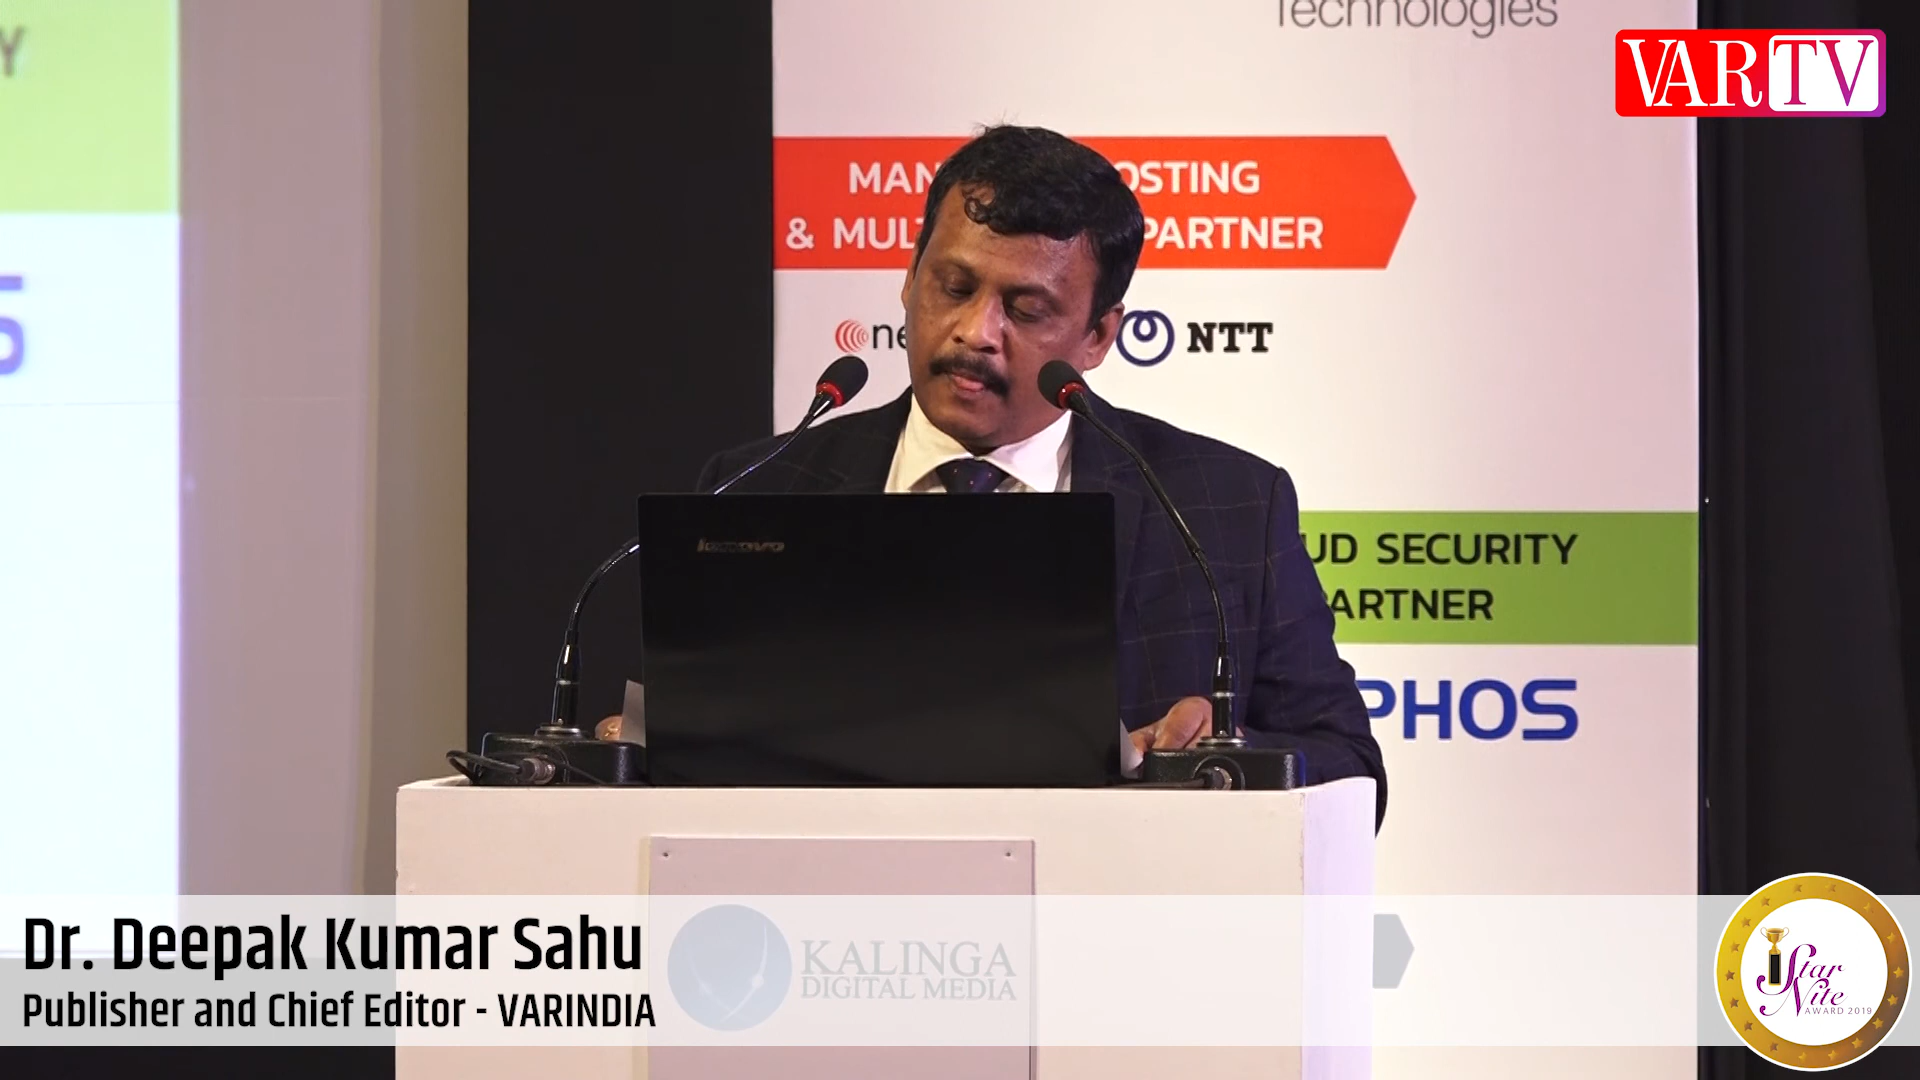 Technologies
VARTV
Y
MAN OSTING
& MUL PARTNER
NTT
S
lenovo
UD SECURITY
PARTNER
PHOS
Dr. Deepak Kumar Sahu
Publisher and Chief Editor - VARINDIA
KALINGA
DIGITAL MEDIA
Star
Nite
AWARD 2019